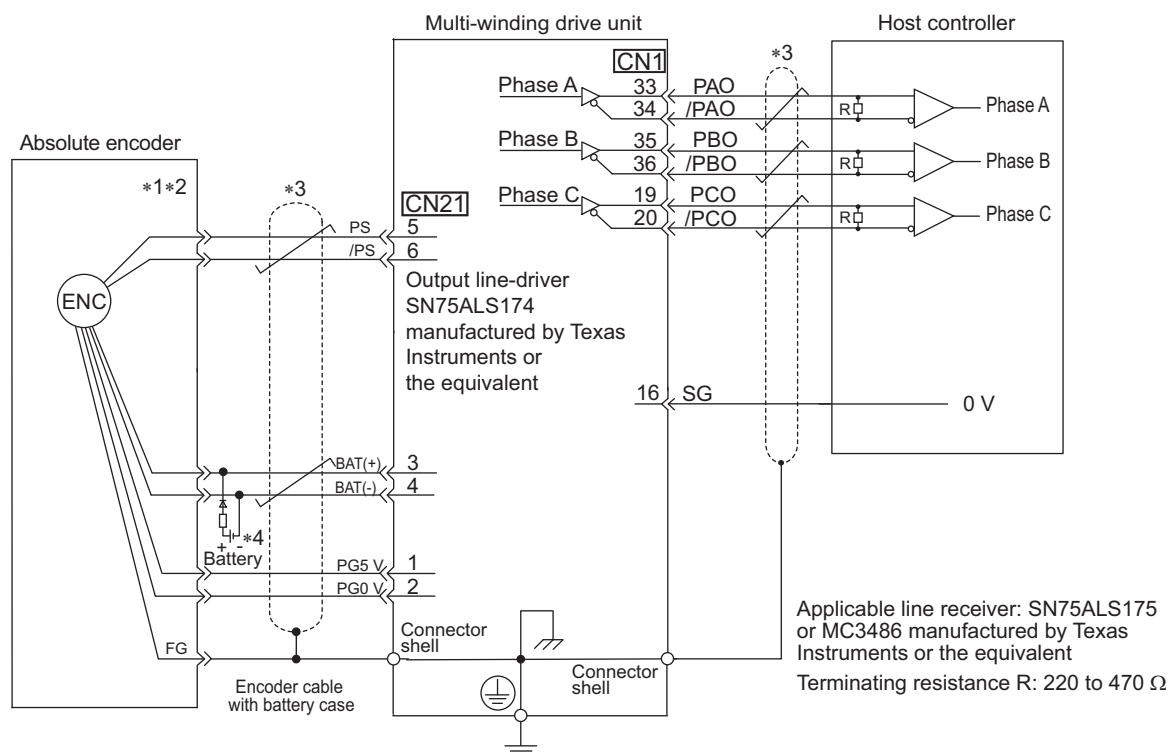 Multi-winding drive unit
Host controller
Absolute encoder
*1*2
*3
ENC
PS
/PS
BAT(+)
BAT(-)
+ - *4
Battery
PG5 V
PG0 V
FG
Encoder cable
with battery case
CN21
5
6
3
4
1
2
Output line-driver
SN75ALS174
manufactured by Texas
Instruments or
the equivalent
Connector
shell
Connector
shell
CN1
Phase A
33 PAO
34 /PAO
Phase B
35 PBO
36 /PBO
Phase C
19 PCO
20 /PCO
16 SG
*3
R
R
R
Phase A
Phase B
Phase C
0 V
Applicable line receiver: SN75ALS175
or MC3486 manufactured by Texas
Instruments or the equivalent
Terminating resistance R: 220 to 470 Ω